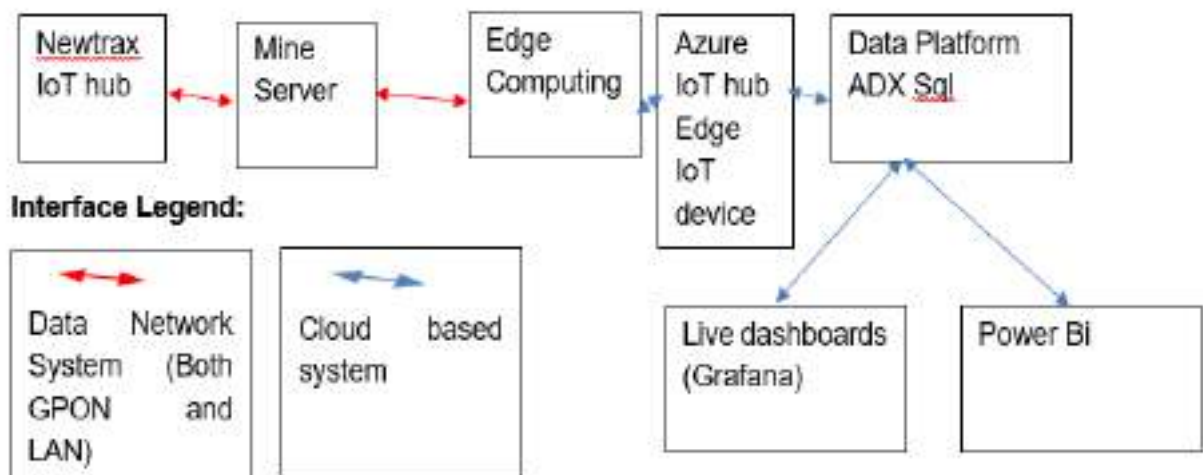 Newtrax
IoT hub
Mine
Server
Edge
Computing
Azure
IoT hub
Edge
IoT
device
Data Platform
ADX Sql
Interface Legend:
Data Network
System (Both
GPON and
LAN)
Cloud based
system
Live dashboards
(Grafana)
Power Bi